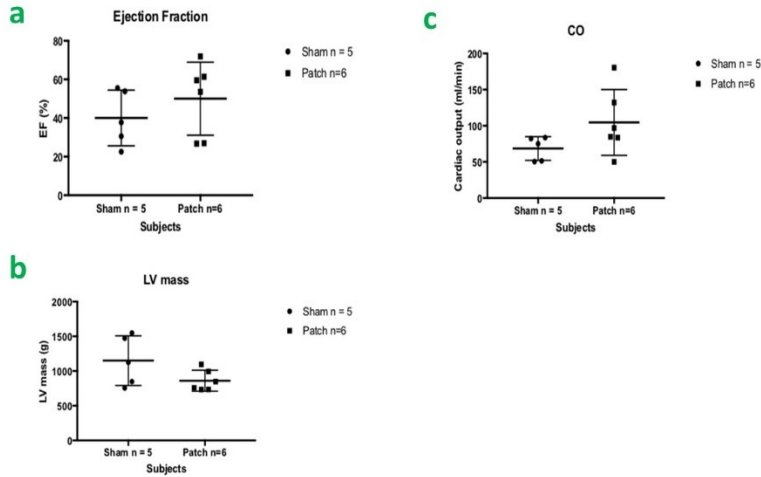 a
Ejection Fraction
EF (%)
80
60
40
20
0
Sham n = 5
Patch n=6
Subjects
Sham n = 5
Patch n=6
b
LV mass
LV mass (g)
2000
1500
1000
500
0
Sham n = 5
Patch n=6
Subjects
Sham n = 5
Patch n=6
c
CO
Cardiac output (ml/min)
200
150
100
50
0
Sham n = 5
Patch n=6
Subjects
Sham n = 5
Patch n=6